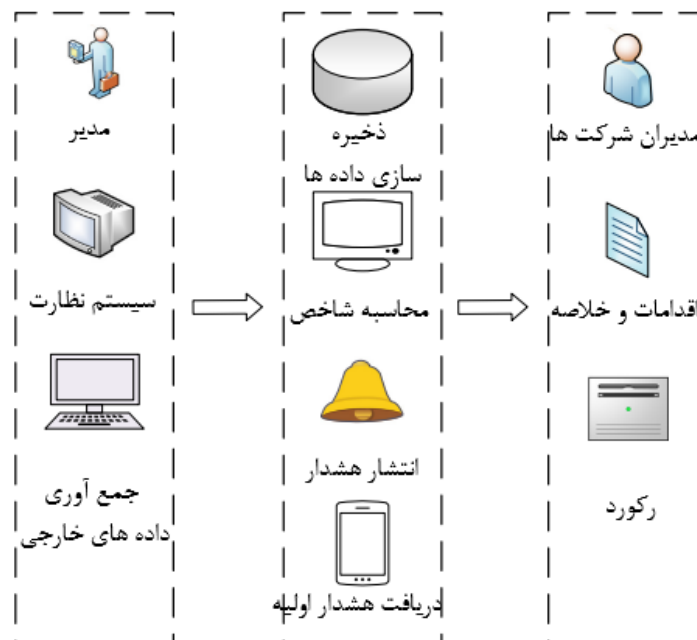 مدیر
سیستم نظارت
جمع آوری
داده های خارجی
ذخیره
سازی داده ها
محاسبه شاخص
انتشار هشدار
دریافت هشدار اولیه
مدیران شرکت ها
اقدامات و خلاصه
رکورد